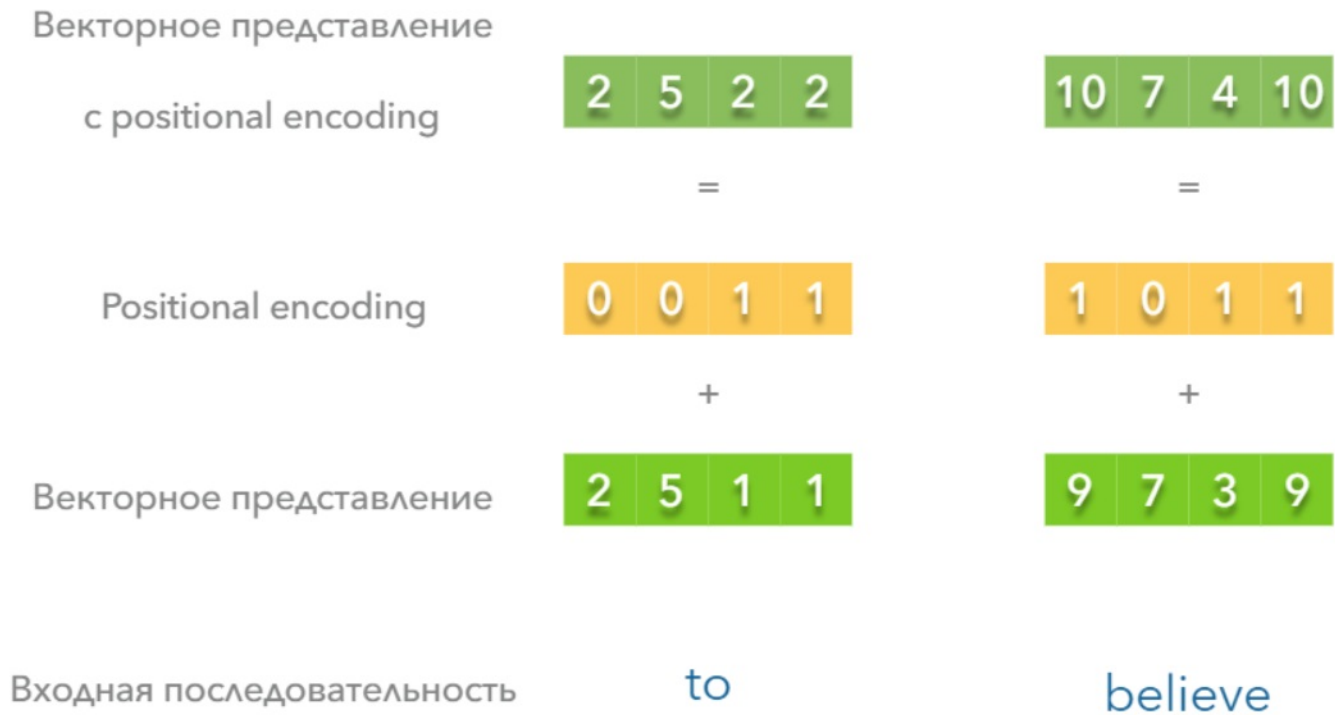 Векторное представление
с positional encoding
2 5 2 2
10 7 4 10
=
=
Positional encoding
0 0 1 1
1 0 1 1
+
+
Векторное представление
2 5 1 1
9 7 3 9
Входная последовательность
to
believe